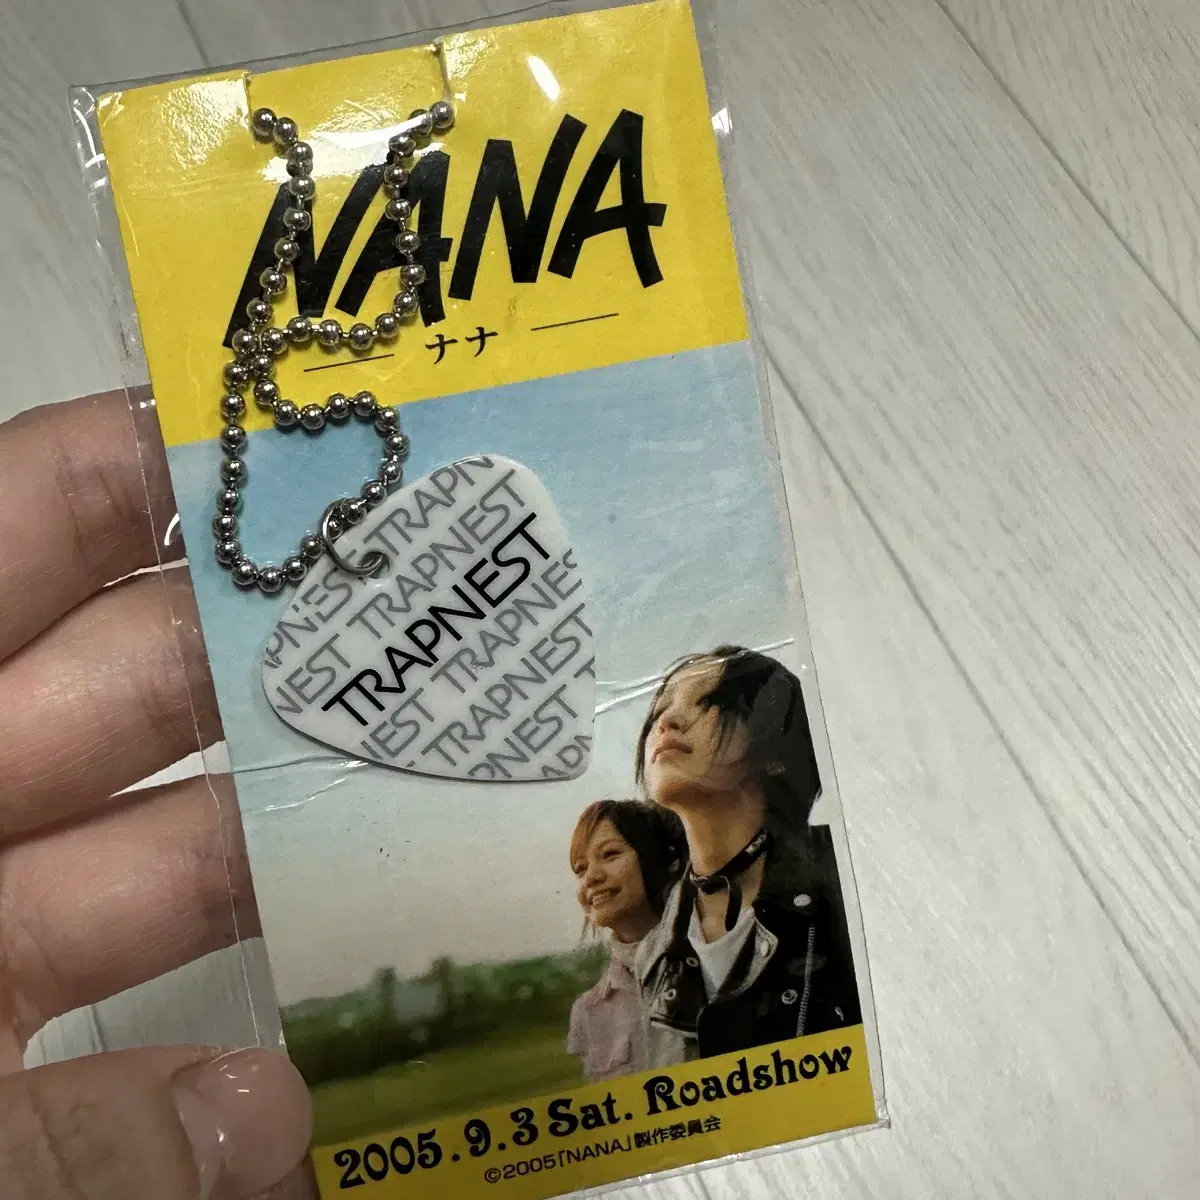 NANA
ナナ
TRAPN
TRAPNEST
TRAPNEST
TRAPNEST
TRAPNEST
TRAPNEST
2005.9.3 Sat. Roadshow
©2005「NANA」製作委員会